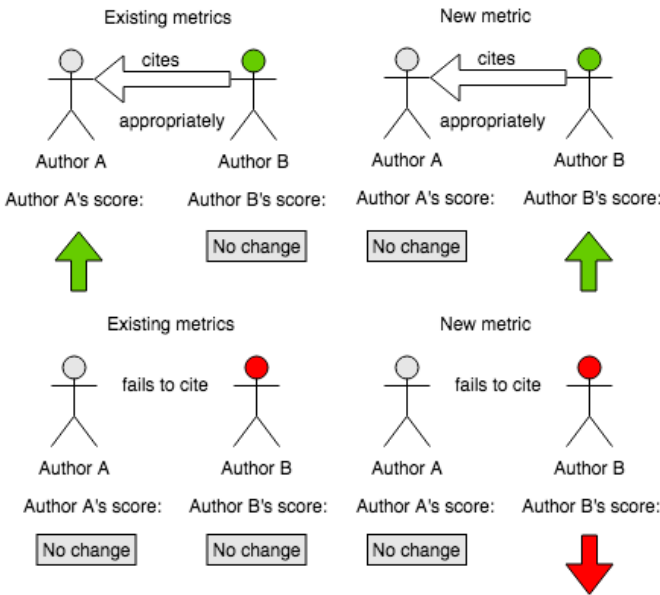 Existing metrics
New metric
cites
cites
appropriately
appropriately
Author A
Author B
Author A
Author B
Author A's score:
Author B's score:
Author A's score:
Author B's score:
No change
No change
Existing metrics
New metric
fails to cite
fails to cite
Author A
Author B
Author A
Author B
Author A's score:
Author B's score:
Author A's score:
Author B's score:
No change
No change
No change